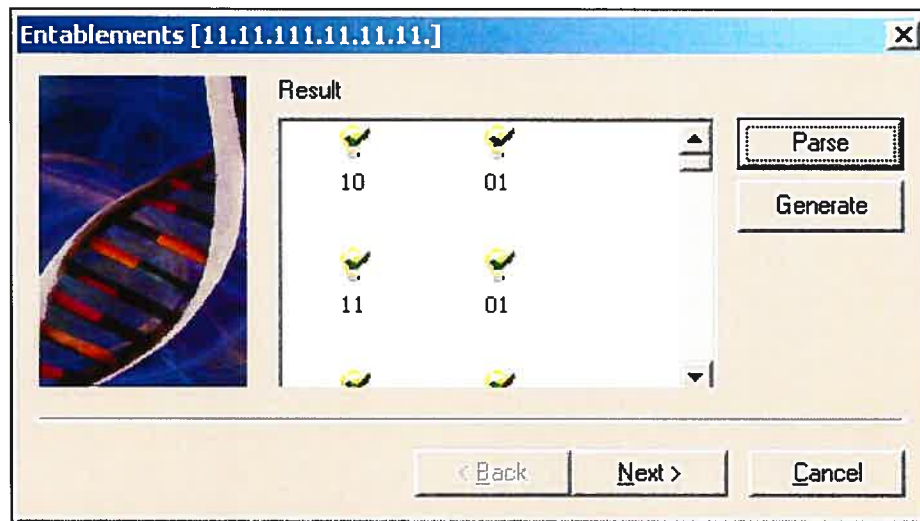 Entablements [11.11.111.11.11.11.]
Result
Parse
10 01
Generate
11 01
< Back Next > Cancel